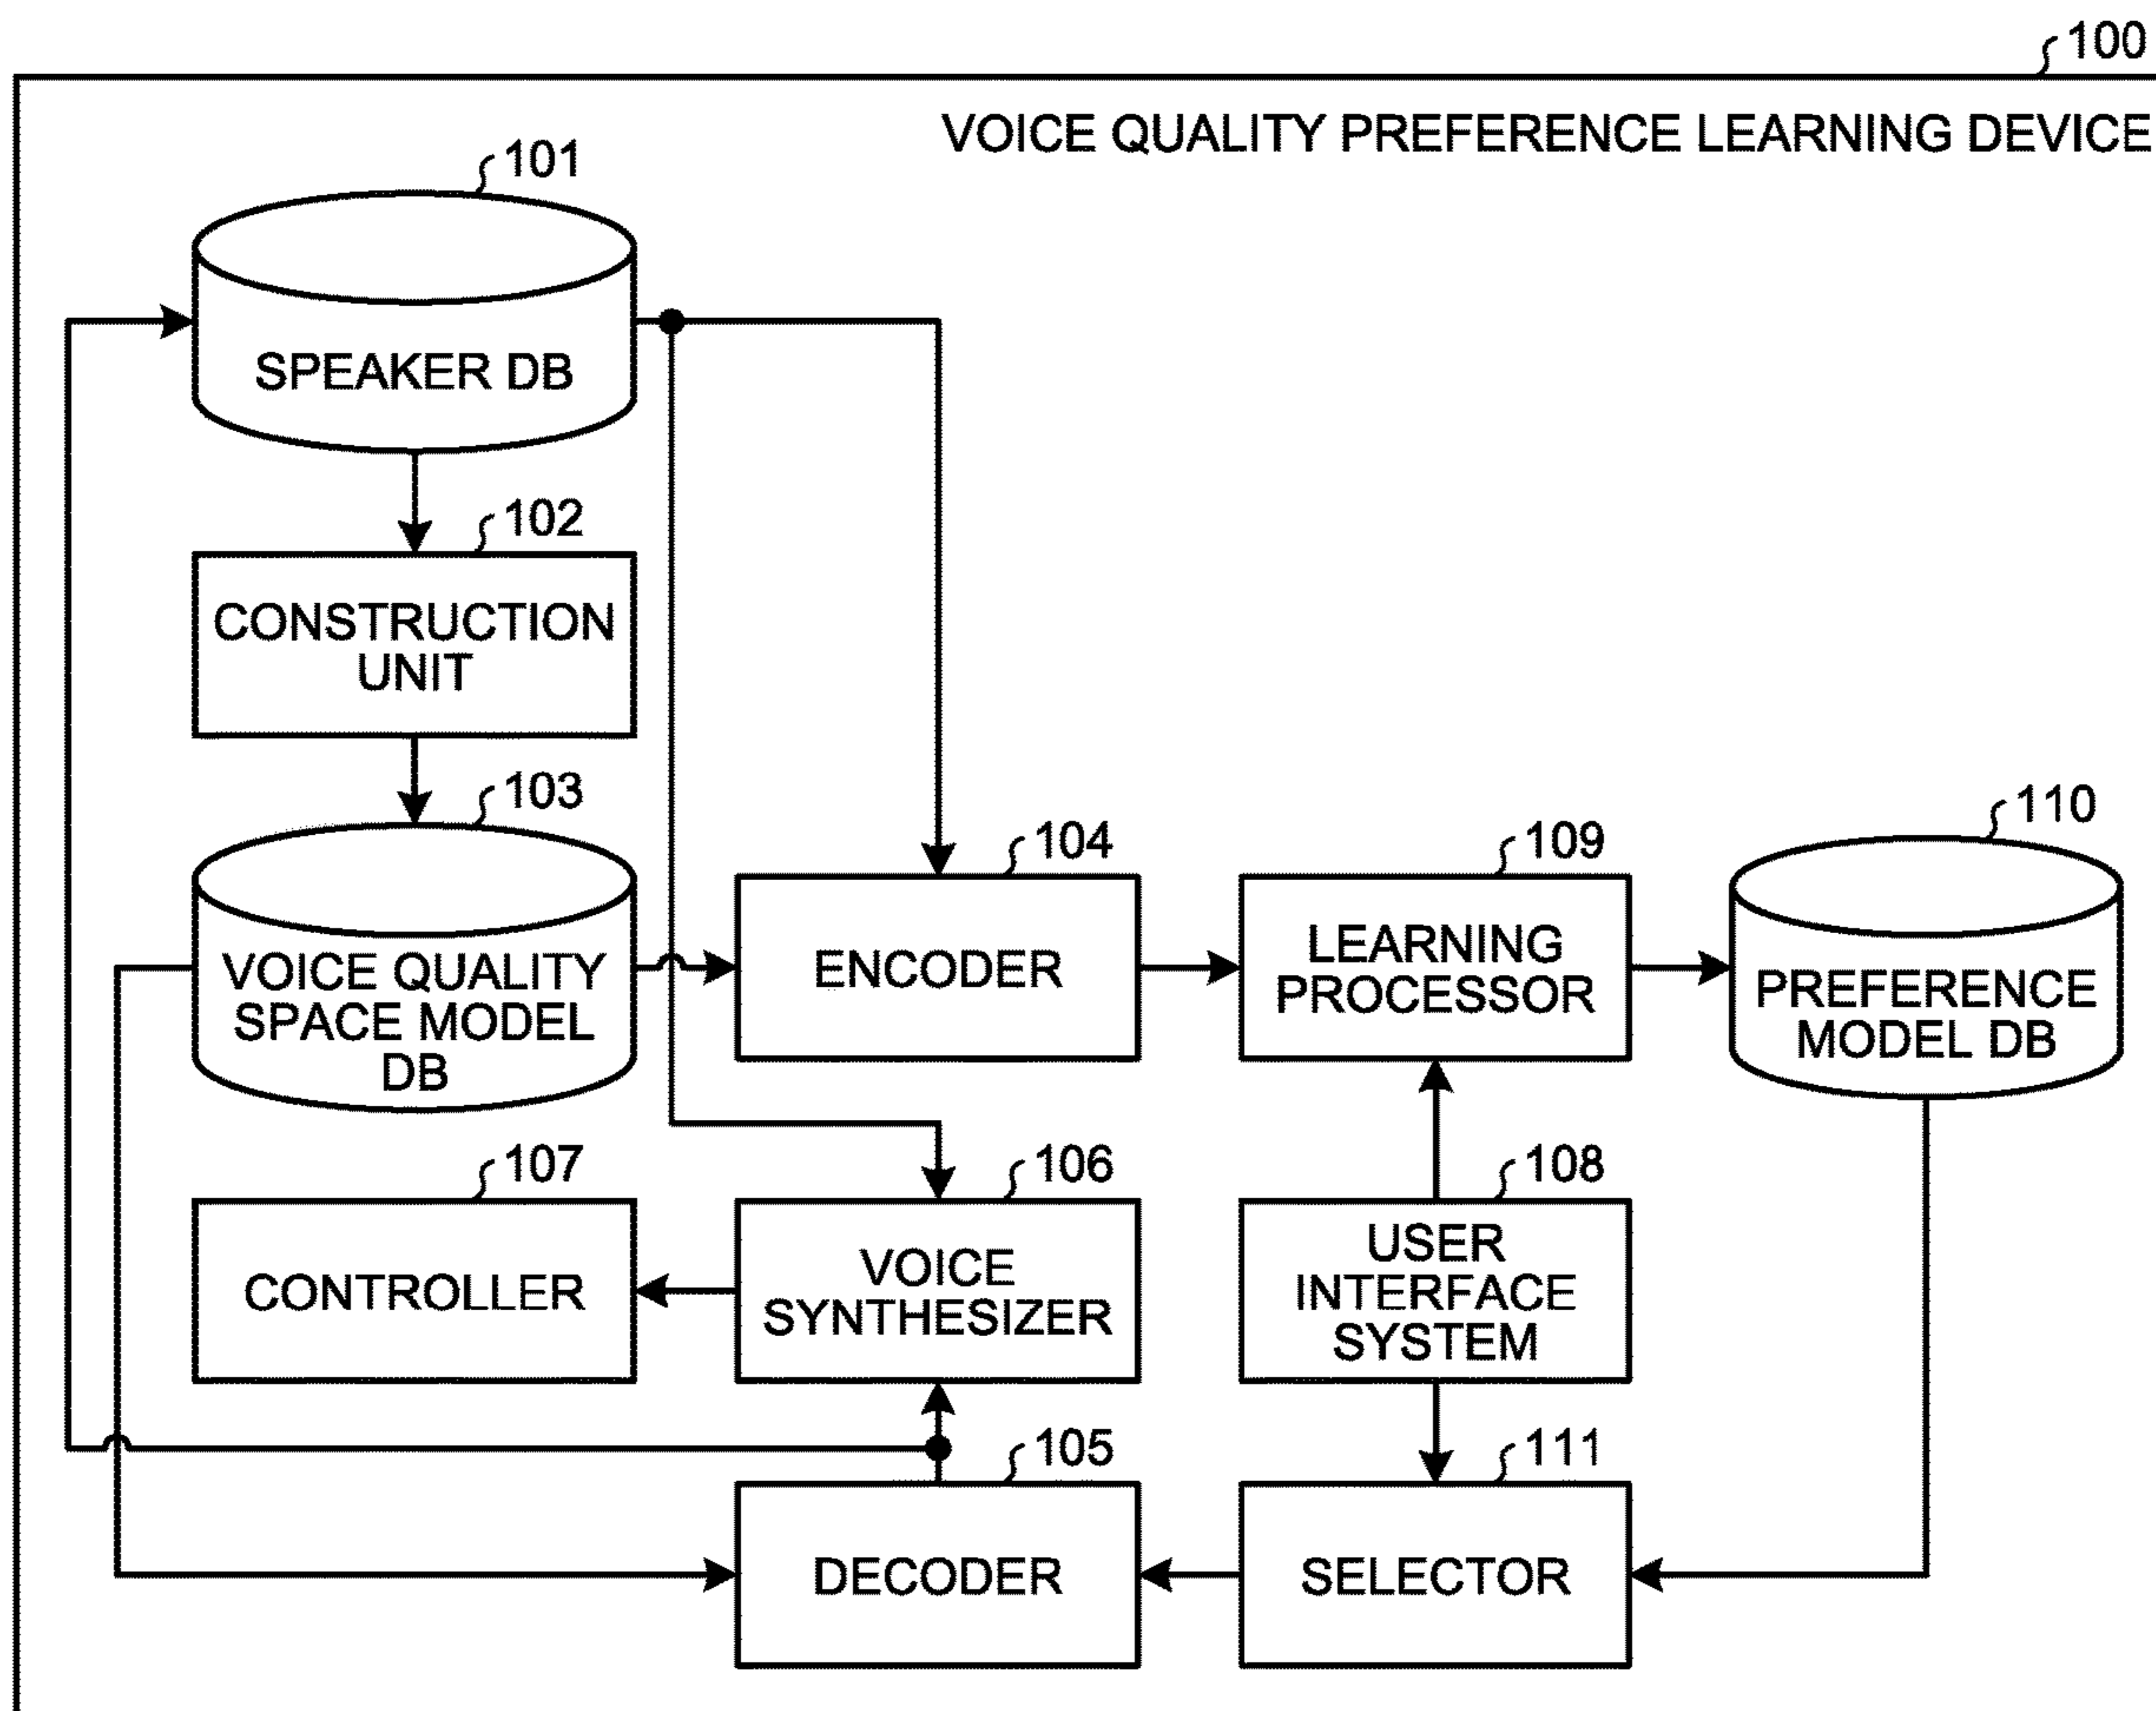 100
VOICE QUALITY PREFERENCE LEARNING DEVICE
101
SPEAKER DB
102
CONSTRUCTION
UNIT
103
VOICE QUALITY
SPACE MODEL
DB
104
ENCODER
109
LEARNING
PROCESSOR
110
PREFERENCE
MODEL DB
107
CONTROLLER
106
VOICE
SYNTHESIZER
108
USER
INTERFACE
SYSTEM
105
DECODER
111
SELECTOR